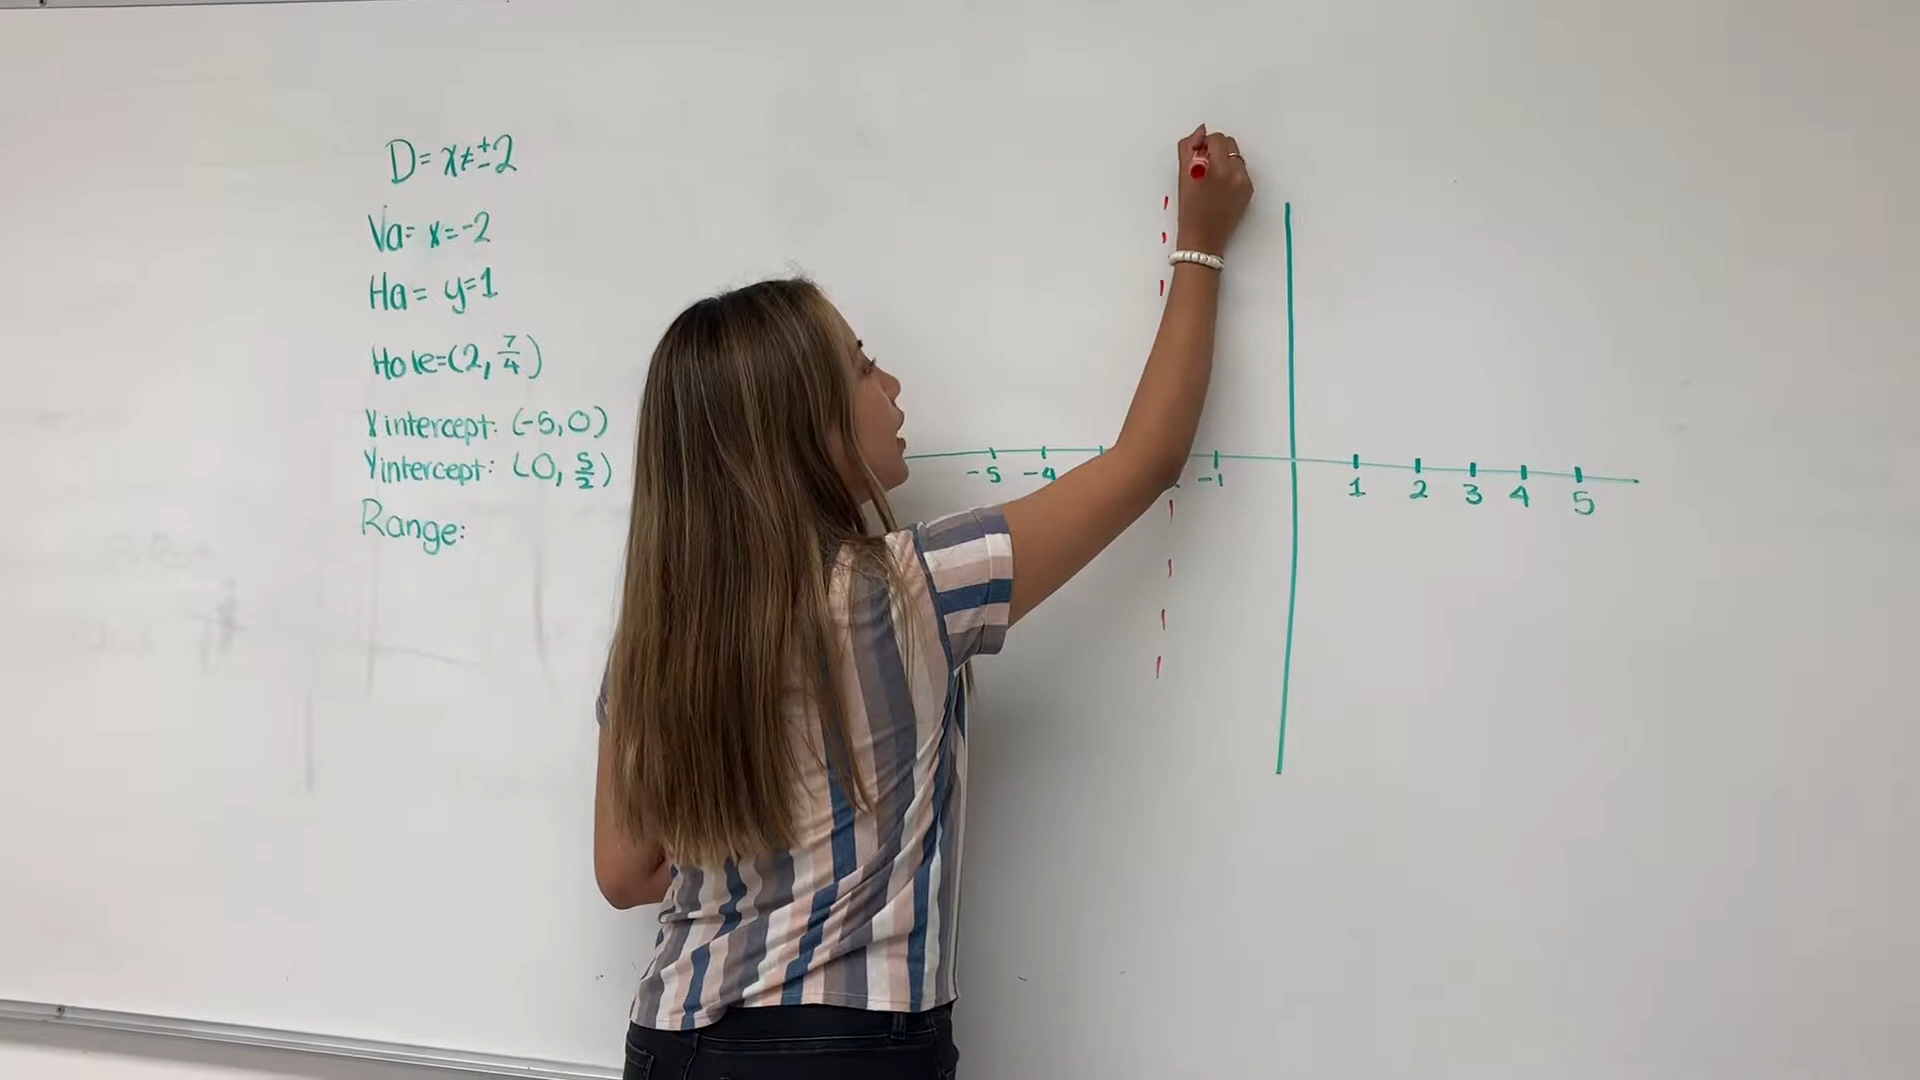 D= x≠±2
Va= x=-2
Ha= y=1
Hole=(2, 7/4)
X intercept: (-5,0)
Yintercept: (0, 5/2)
Range:
-5 -4 -1 1 2 3 4 5